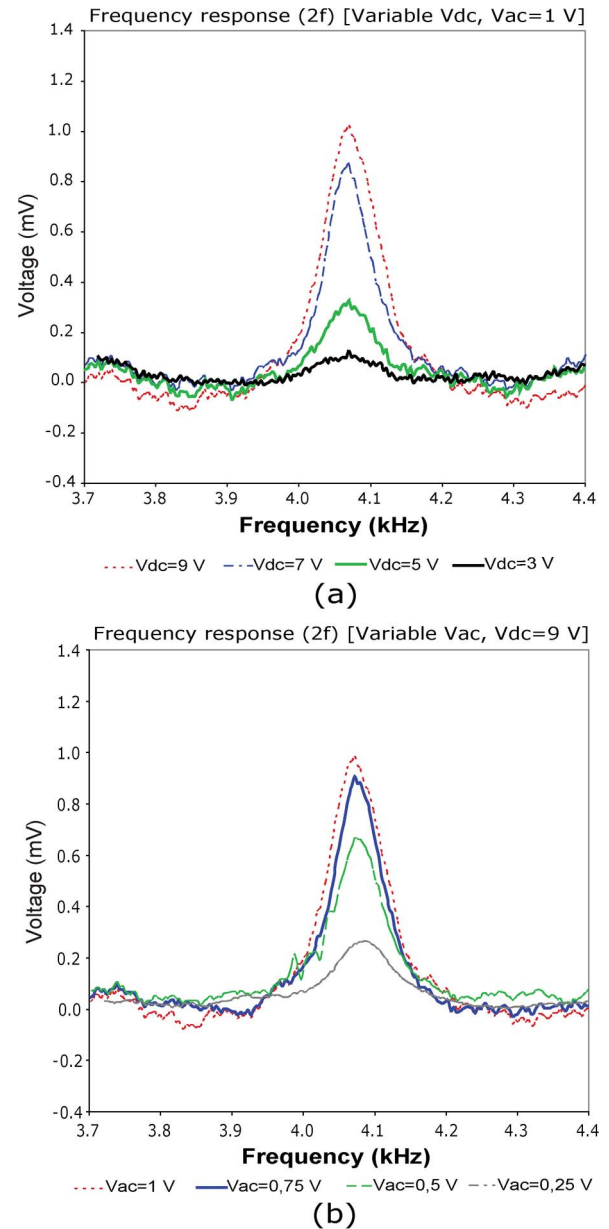 Frequency response (2f) [Variable Vdc, Vac=1 V]
1.4
1.2
1.0
0.8
0.6
0.4
0.2
0.0
-0.2
-0.4
Voltage (mV)
3.7 3.8 3.9 4.0 4.1 4.2 4.3 4.4
Frequency (kHz)
Vdc=9 V Vdc=7 V Vdc=5 V Vdc=3 V
(a)
Frequency response (2f) [Variable Vac, Vdc=9 V]
1.4
1.2
1.0
0.8
0.6
0.4
0.2
0.0
-0.2
-0.4
Voltage (mV)
3.7 3.8 3.9 4.0 4.1 4.2 4.3 4.4
Frequency (kHz)
Vac=1 V Vac=0,75 V Vac=0,5 V Vac=0,25 V
(b)